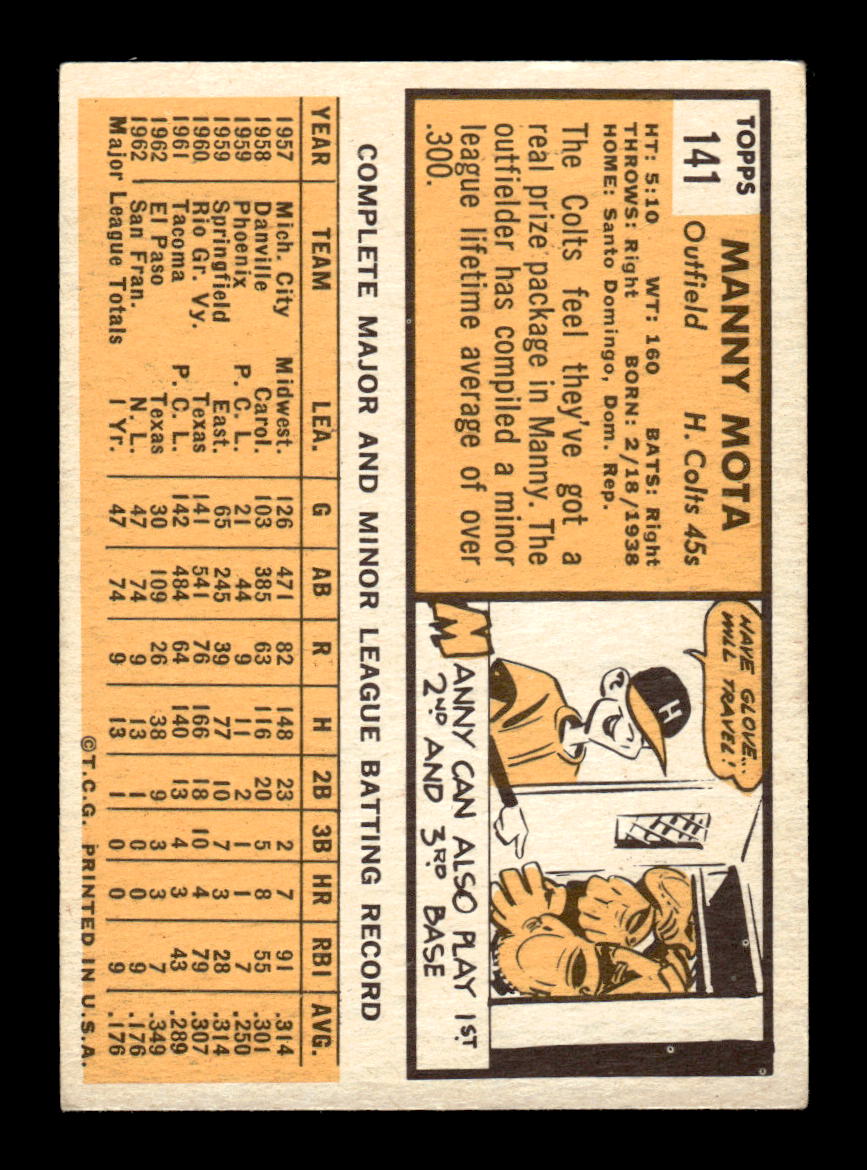 TOPPS
141
MANNY MOTA
Outfield H. Colts 45s
HT: 5:10 WT: 160 BATS: Right
THROWS: Right BORN: 2/18/1938
HOME: Santo Domingo, Dom. Rep.
The Colts feel they've got a
real prize package in Manny. The
outfielder has compiled a minor
league lifetime average of over
.300.
HAVE GLOVE...
WILL TRAVEL!
H
MANNY CAN ALSO PLAY 1ST
2ND AND 3RD BASE
COMPLETE MAJOR AND MINOR LEAGUE BATTING RECORD
YEAR TEAM LEA. G AB R H 2B 3B HR RBI AVG.
1957 Mich. City Midwest. 126 471 82 148 23 2 7 91 .314
1958 Danville Carol. 103 385 63 116 20 5 8 55 .301
1959 Phoenix P. C. L. 21 44 9 11 2 1 1 7 .250
1959 Springfield East. 65 245 39 77 10 7 3 28 .314
1960 Rio Gr. Vy. Texas 141 541 76 166 18 10 4 79 .307
1961 Tacoma P. C. L. 142 484 64 140 13 4 3 43 .289
1962 El Paso Texas 30 109 26 38 9 3 3 7 .349
1962 San Fran. N. L. 47 74 9 13 1 0 0 9 .176
Major League Totals 1 Yr. 47 74 9 13 1 0 0 9 .176
©T.C.G. PRINTED IN U.S.A.